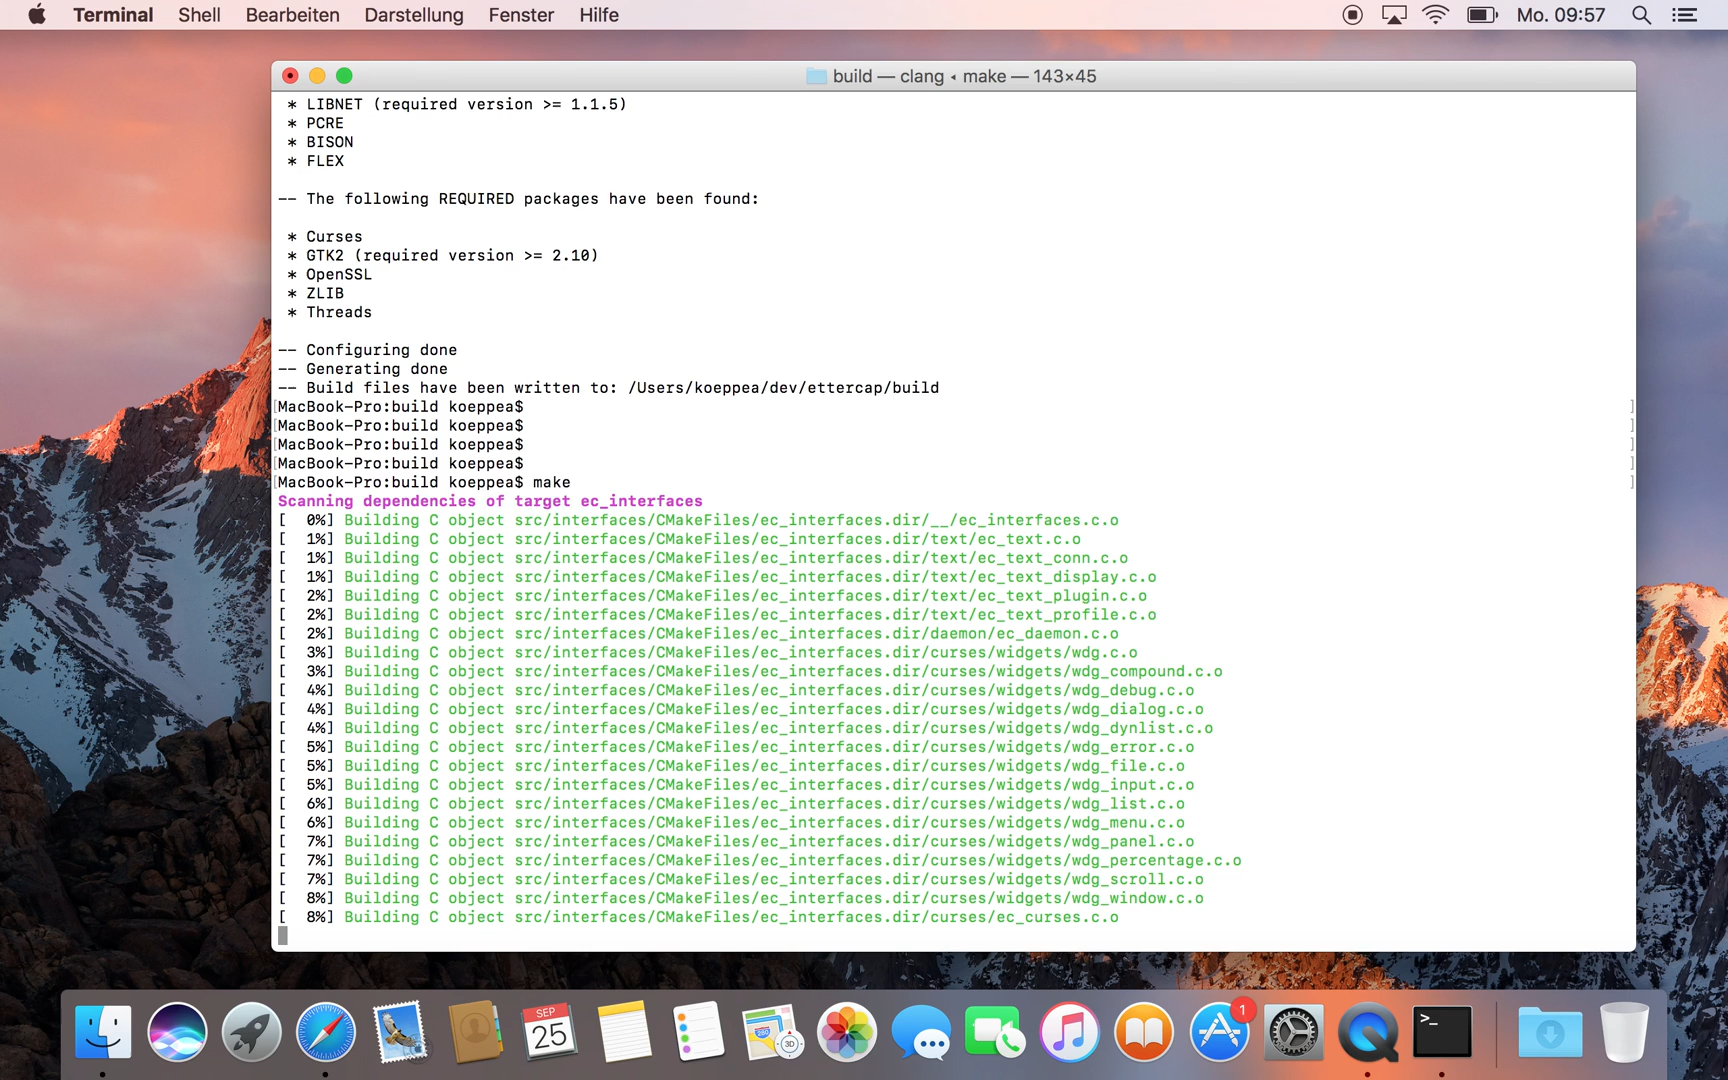 Terminal Shell Bearbeiten Darstellung Fenster Hilfe Mo. 09:57
build — clang ◂ make — 143×45
* LIBNET (required version >= 1.1.5)
* PCRE
* BISON
* FLEX
-- The following REQUIRED packages have been found:
* Curses
* GTK2 (required version >= 2.10)
* OpenSSL
* ZLIB
* Threads
-- Configuring done
-- Generating done
-- Build files have been written to: /Users/koeppea/dev/ettercap/build
[MacBook-Pro:build koeppea$ ]
[MacBook-Pro:build koeppea$ ]
[MacBook-Pro:build koeppea$ ]
[MacBook-Pro:build koeppea$ ]
[MacBook-Pro:build koeppea$ make ]
Scanning dependencies of target ec_interfaces
[  0%] Building C object src/interfaces/CMakeFiles/ec_interfaces.dir/__/ec_interfaces.c.o
[  1%] Building C object src/interfaces/CMakeFiles/ec_interfaces.dir/text/ec_text.c.o
[  1%] Building C object src/interfaces/CMakeFiles/ec_interfaces.dir/text/ec_text_conn.c.o
[  1%] Building C object src/interfaces/CMakeFiles/ec_interfaces.dir/text/ec_text_display.c.o
[  2%] Building C object src/interfaces/CMakeFiles/ec_interfaces.dir/text/ec_text_plugin.c.o
[  2%] Building C object src/interfaces/CMakeFiles/ec_interfaces.dir/text/ec_text_profile.c.o
[  2%] Building C object src/interfaces/CMakeFiles/ec_interfaces.dir/daemon/ec_daemon.c.o
[  3%] Building C object src/interfaces/CMakeFiles/ec_interfaces.dir/curses/widgets/wdg.c.o
[  3%] Building C object src/interfaces/CMakeFiles/ec_interfaces.dir/curses/widgets/wdg_compound.c.o
[  4%] Building C object src/interfaces/CMakeFiles/ec_interfaces.dir/curses/widgets/wdg_debug.c.o
[  4%] Building C object src/interfaces/CMakeFiles/ec_interfaces.dir/curses/widgets/wdg_dialog.c.o
[  4%] Building C object src/interfaces/CMakeFiles/ec_interfaces.dir/curses/widgets/wdg_dynlist.c.o
[  5%] Building C object src/interfaces/CMakeFiles/ec_interfaces.dir/curses/widgets/wdg_error.c.o
[  5%] Building C object src/interfaces/CMakeFiles/ec_interfaces.dir/curses/widgets/wdg_file.c.o
[  5%] Building C object src/interfaces/CMakeFiles/ec_interfaces.dir/curses/widgets/wdg_input.c.o
[  6%] Building C object src/interfaces/CMakeFiles/ec_interfaces.dir/curses/widgets/wdg_list.c.o
[  6%] Building C object src/interfaces/CMakeFiles/ec_interfaces.dir/curses/widgets/wdg_menu.c.o
[  7%] Building C object src/interfaces/CMakeFiles/ec_interfaces.dir/curses/widgets/wdg_panel.c.o
[  7%] Building C object src/interfaces/CMakeFiles/ec_interfaces.dir/curses/widgets/wdg_percentage.c.o
[  7%] Building C object src/interfaces/CMakeFiles/ec_interfaces.dir/curses/widgets/wdg_scroll.c.o
[  8%] Building C object src/interfaces/CMakeFiles/ec_interfaces.dir/curses/widgets/wdg_window.c.o
[  8%] Building C object src/interfaces/CMakeFiles/ec_interfaces.dir/curses/ec_curses.c.o
SEP
25
280
3D
1
>_